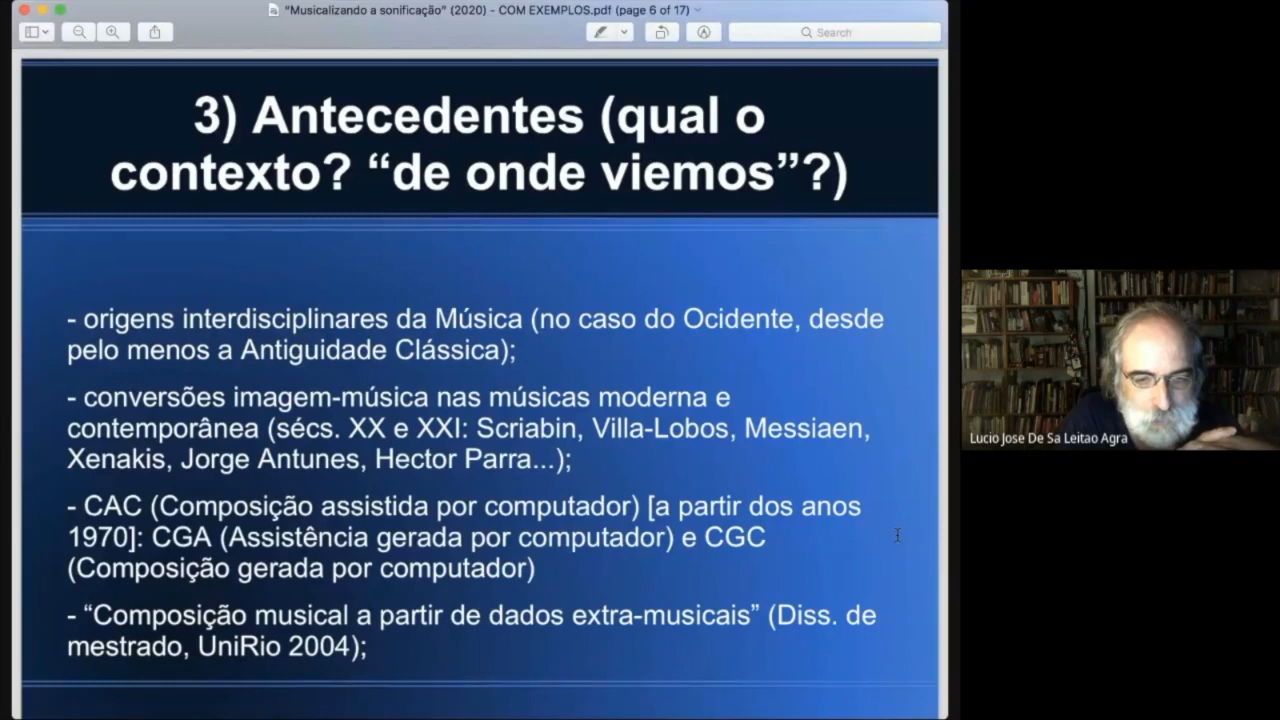 “Musicalizando a sonificação” (2020) - COM EXEMPLOS.pdf (page 6 of 17)
Search
3) Antecedentes (qual o
contexto? “de onde viemos”?)
- origens interdisciplinares da Música (no caso do Ocidente, desde
pelo menos a Antiguidade Clássica);
- conversões imagem-música nas músicas moderna e
contemporânea (sécs. XX e XXI: Scriabin, Villa-Lobos, Messiaen,
Xenakis, Jorge Antunes, Hector Parra...);
- CAC (Composição assistida por computador) [a partir dos anos
1970]: CGA (Assistência gerada por computador) e CGC
(Composição gerada por computador)
- “Composição musical a partir de dados extra-musicais” (Diss. de
mestrado, UniRio 2004);
Lucio Jose De Sa Leitao Agra